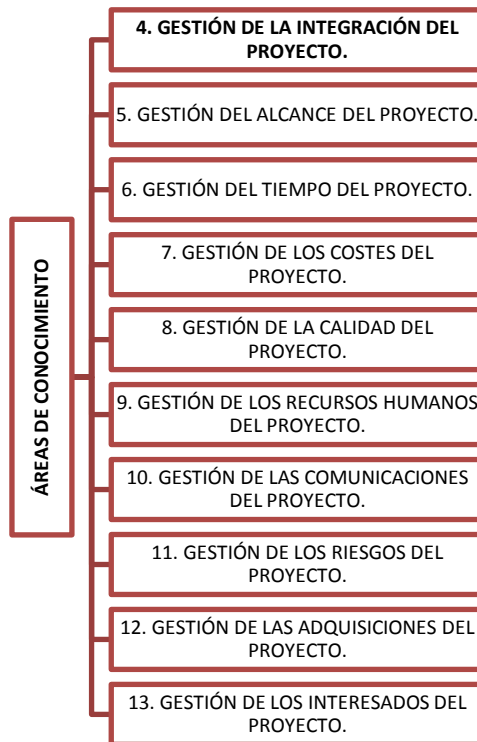 4. GESTIÓN DE LA INTEGRACIÓN DEL
PROYECTO.
5. GESTIÓN DEL ALCANCE DEL PROYECTO.
6. GESTIÓN DEL TIEMPO DEL PROYECTO.
ÁREAS DE CONOCIMIENTO
7. GESTIÓN DE LOS COSTES DEL
PROYECTO.
8. GESTIÓN DE LA CALIDAD DEL
PROYECTO.
9. GESTIÓN DE LOS RECURSOS HUMANOS
DEL PROYECTO.
10. GESTIÓN DE LAS COMUNICACIONES
DEL PROYECTO.
11. GESTIÓN DE LOS RIESGOS DEL
PROYECTO.
12. GESTIÓN DE LAS ADQUISICIONES DEL
PROYECTO.
13. GESTIÓN DE LOS INTERESADOS DEL
PROYECTO.